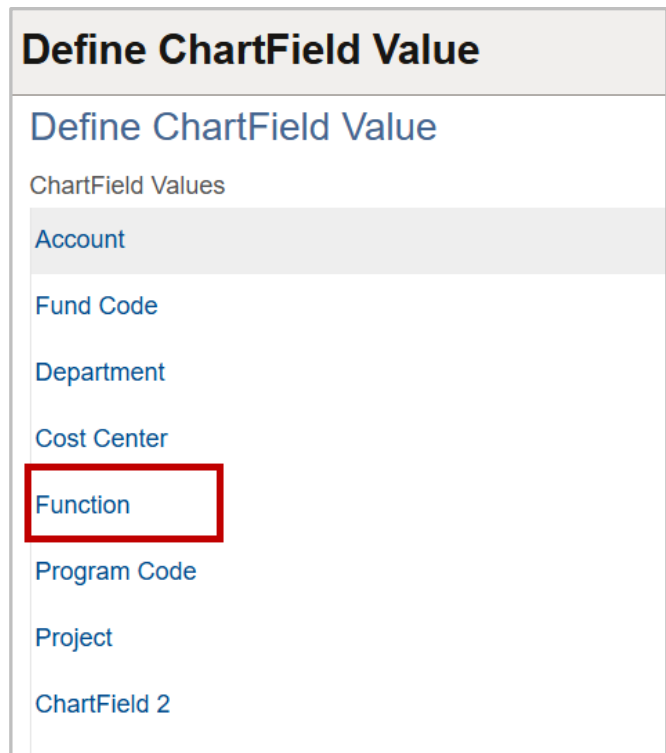 Define ChartField Value
Define ChartField Value
ChartField Values
Account
Fund Code
Department
Cost Center
Function
Program Code
Project
ChartField 2